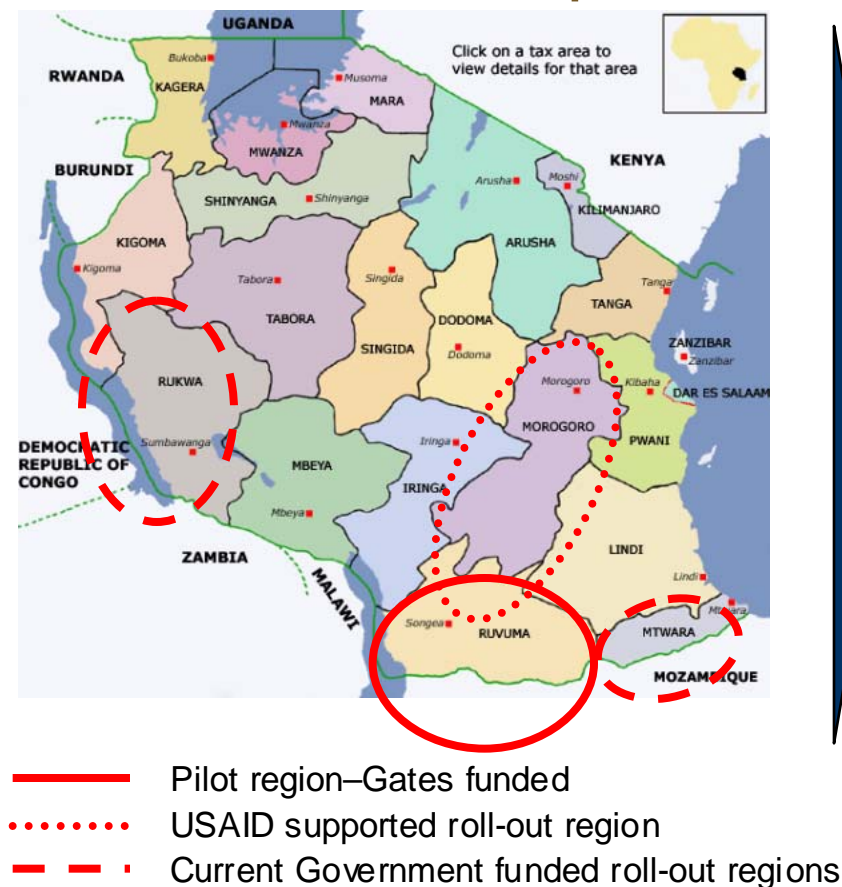 UGANDA
Bukoba
Click on a tax area to
view details for that area
RWANDA
KAGERA
Musoma
MARA
Mwanza
MWANZA
BURUNDI
KENYA
Arusha
Moshi
SHINYANGA
Shinyanga
KILIMANJARO
KIGOMA
ARUSHA
Kigoma
Tabora
Singida
Tanga
TANGA
TABORA
DODOMA
SINGIDA
Dodoma
ZANZIBAR
Zanzibar
RUKWA
Morogoro
Kibaha
DAR ES SALAAM
MOROGORO
PWANI
Sumbawanga
Iringa
DEMOCRATIC
REPUBLIC OF
CONGO
MBEYA
IRINGA
Mbeya
LINDI
ZAMBIA
Lindi
MALAWI
Mtwara
Songea
RUVUMA
MTWARA
MOZAMBIQUE
Pilot region–Gates funded
USAID supported roll-out region
Current Government funded roll-out regions